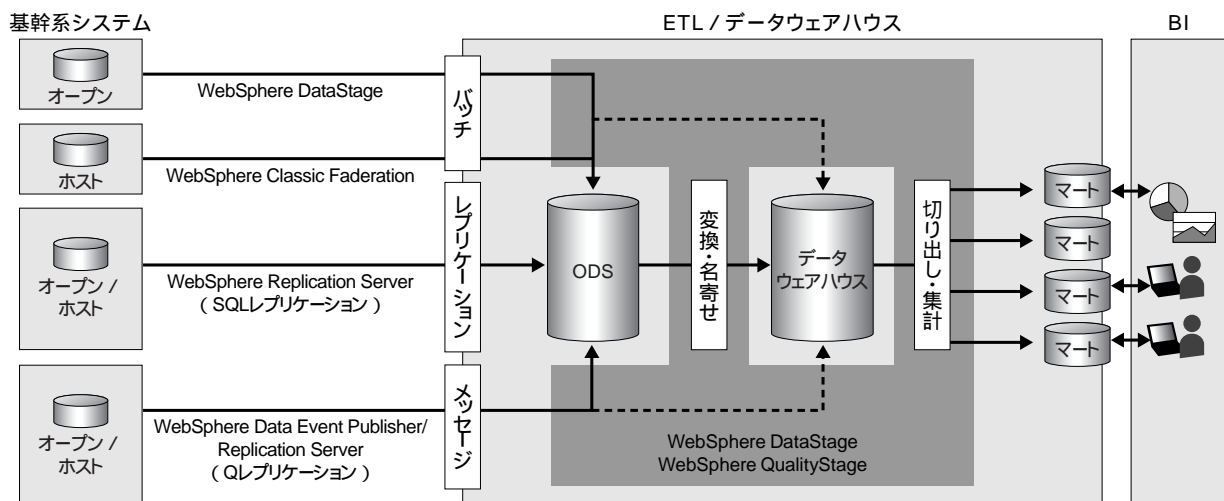 基幹系システム
ETL / データウェアハウス
BI
オープン
WebSphere DataStage
バッチ
ホスト
WebSphere Classic Faderation
オープン /
ホスト
WebSphere Replication Server
（SQLレプリケーション）
レプリケーション
オープン /
ホスト
WebSphere Data Event Publisher/
Replication Server
（Qレプリケーション）
メッセージ
ODS
変換・名寄せ
データ
ウェアハウス
切り出し・集計
マート
マート
マート
マート
WebSphere DataStage
WebSphere QualityStage